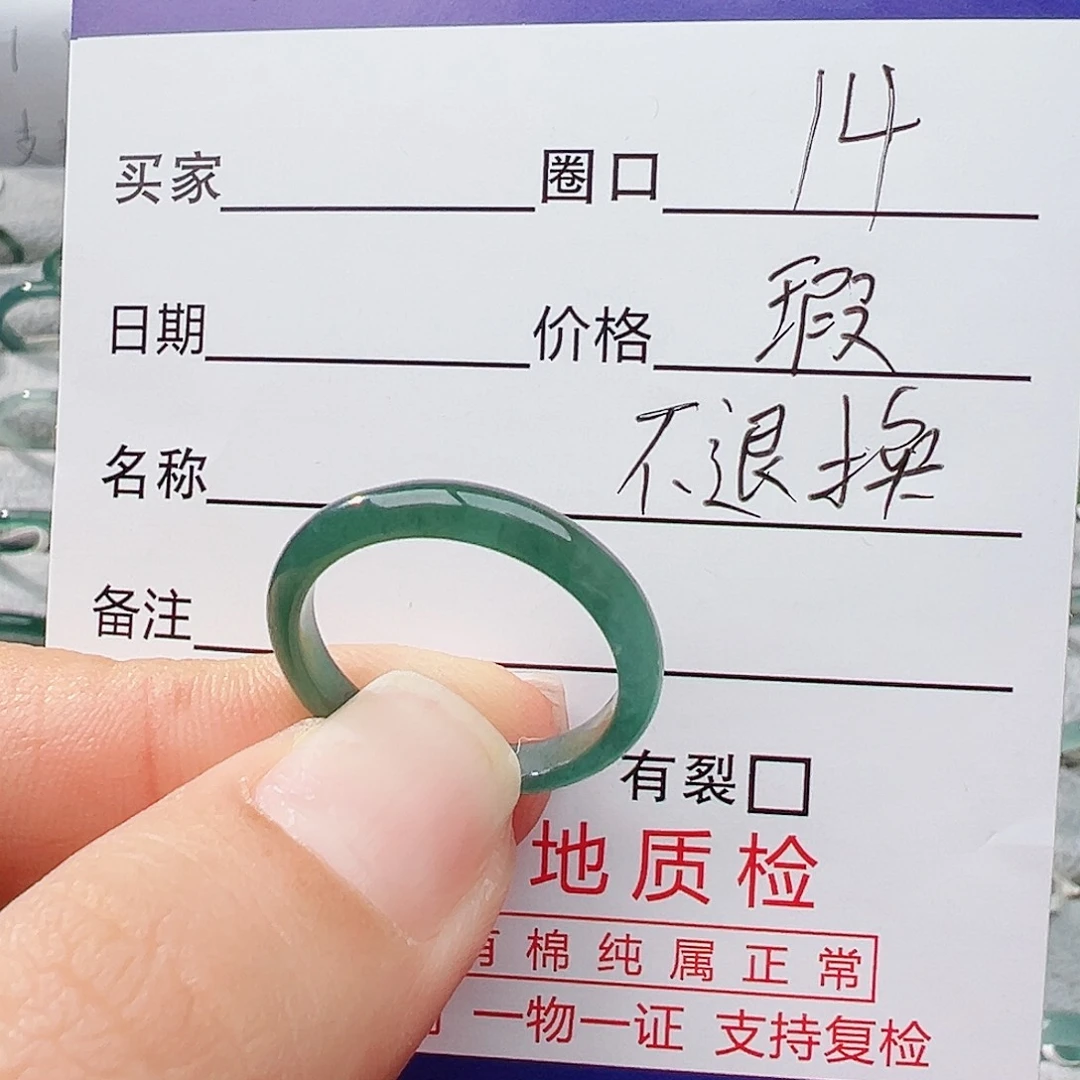 买家 圈口 14
日期 价格 瑕
名称 不退换
备注
有裂
地质检
有棉纯属正常
一物一证 支持复检